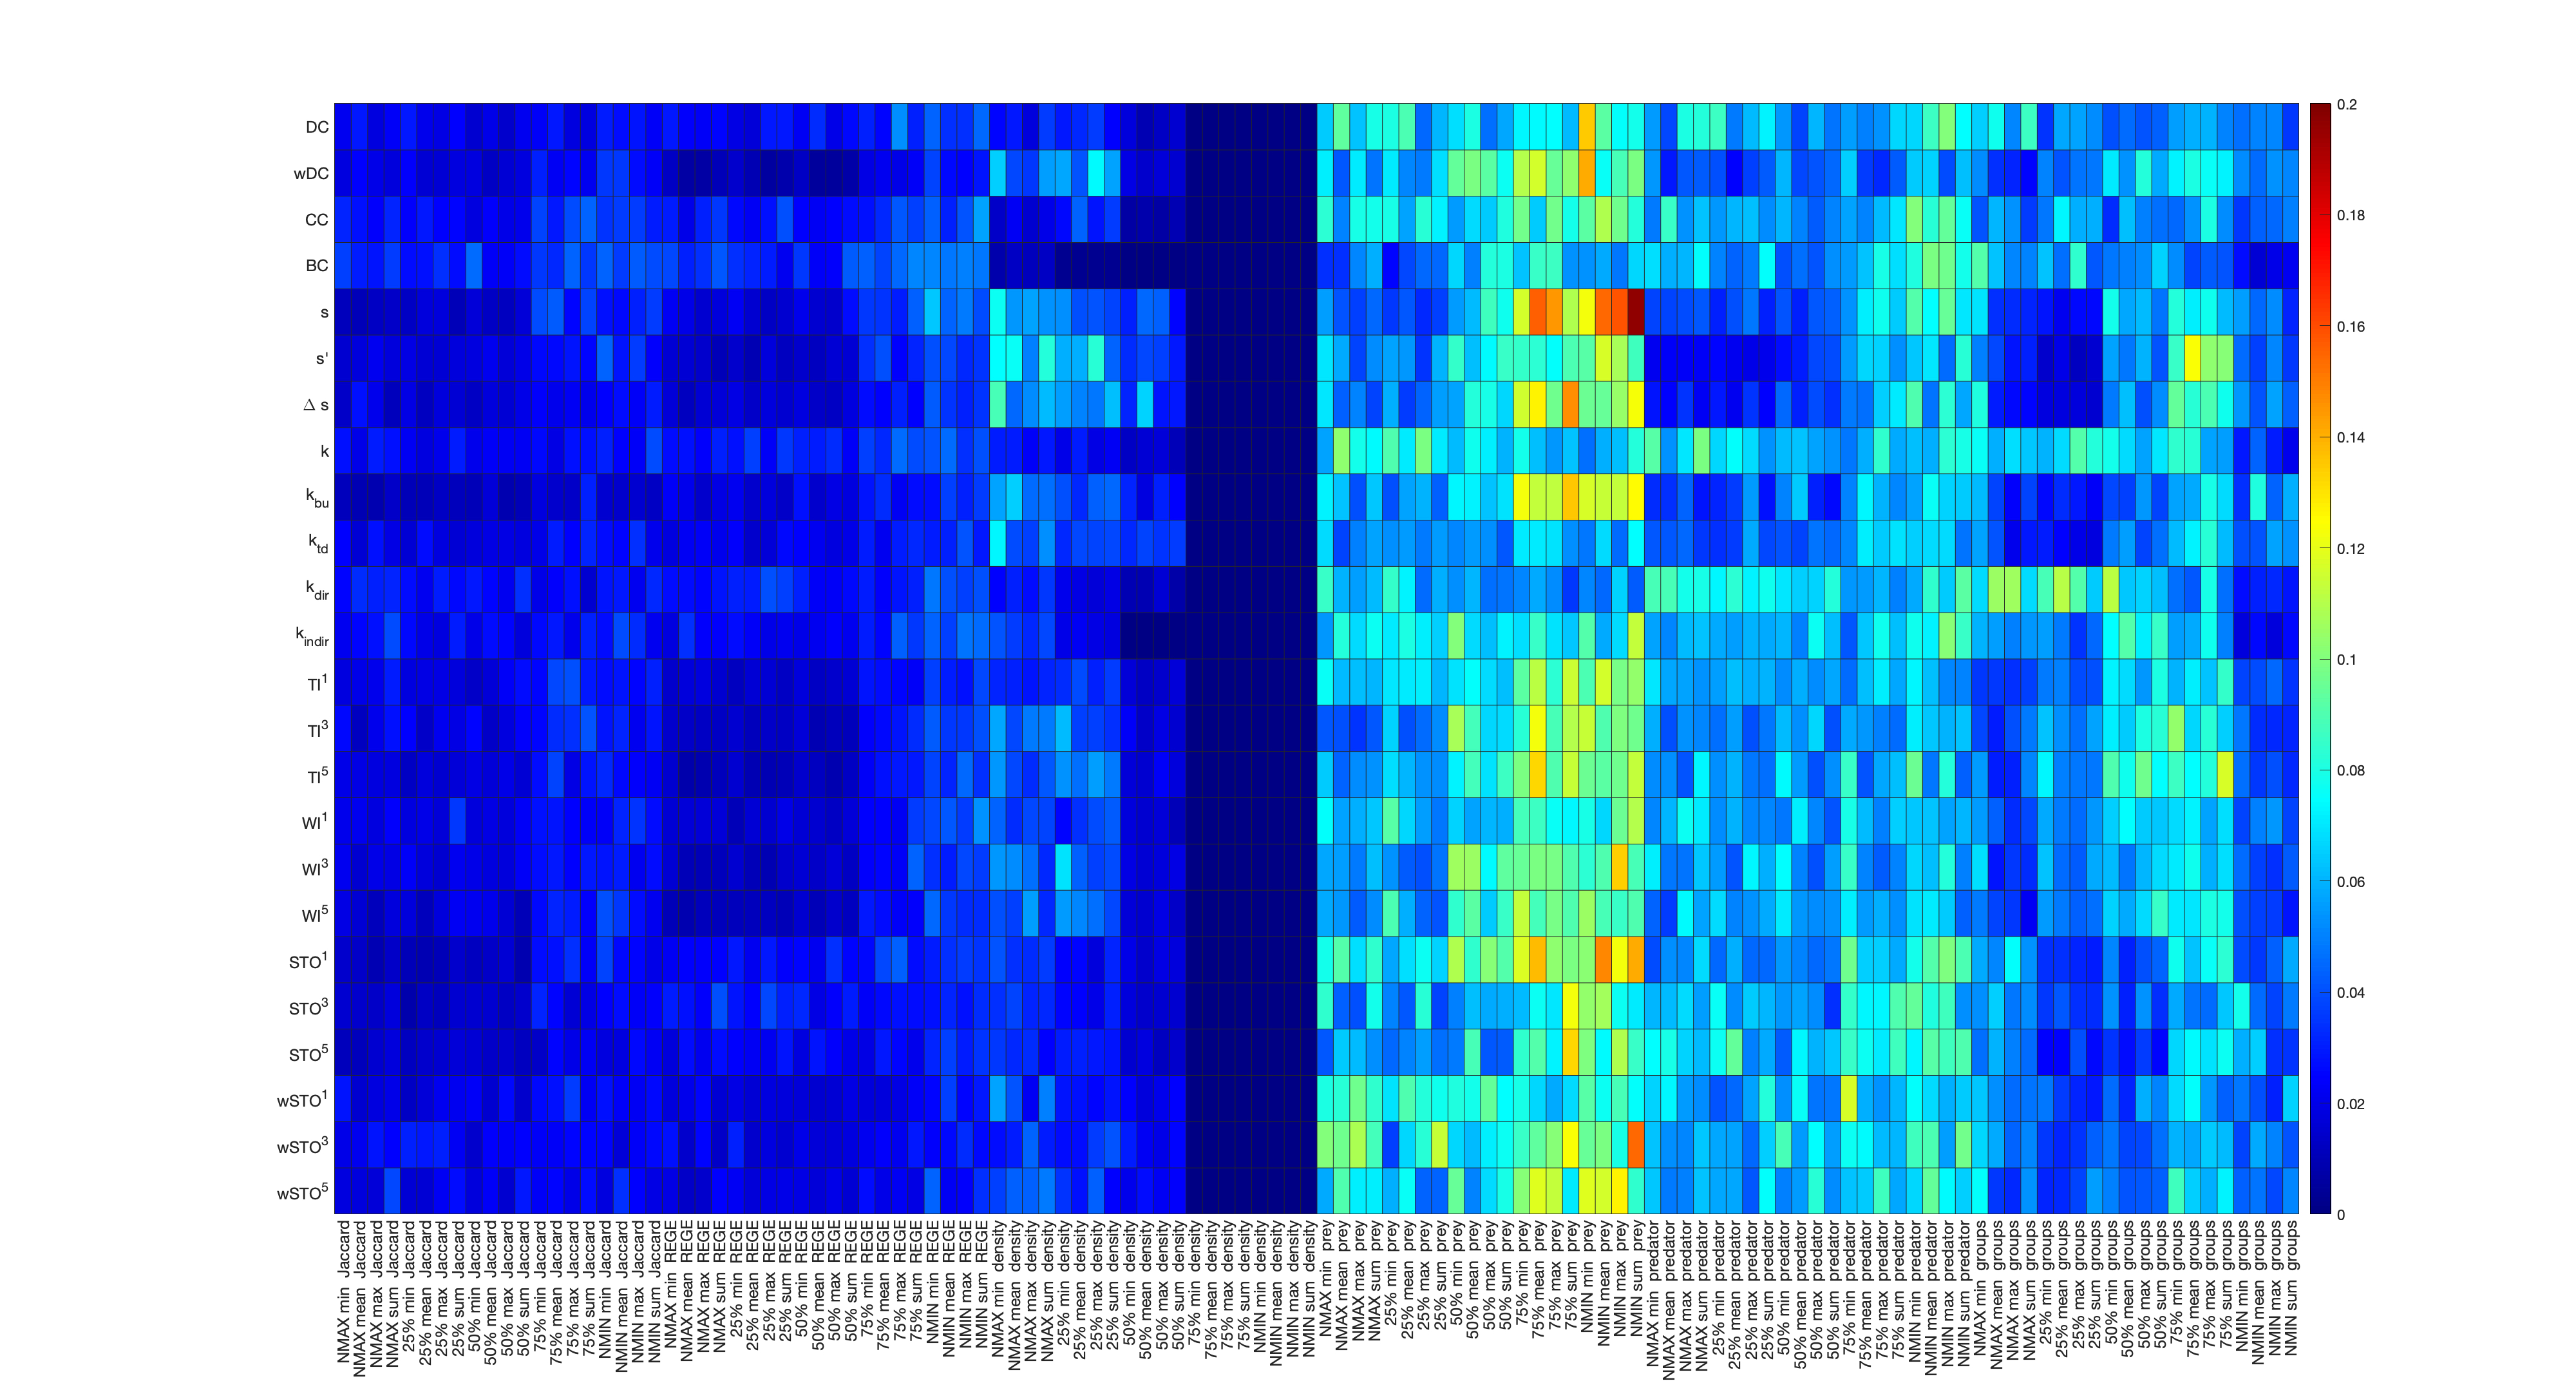 DC
wDC
CC
BC
s
s'
Δ s
k
k_bu
k_td
k_dir
k_indir
TI^1
TI^3
TI^5
WI^1
WI^3
WI^5
STO^1
STO^3
STO^5
wSTO^1
wSTO^3
wSTO^5
NMAX min Jaccard
NMAX mean Jaccard
NMAX max Jaccard
NMAX sum Jaccard
25% min Jaccard
25% mean Jaccard
25% max Jaccard
25% sum Jaccard
50% min Jaccard
50% mean Jaccard
50% max Jaccard
50% sum Jaccard
75% min Jaccard
75% mean Jaccard
75% max Jaccard
75% sum Jaccard
NMIN min Jaccard
NMIN mean Jaccard
NMIN max Jaccard
NMIN sum Jaccard
NMAX min REGE
NMAX mean REGE
NMAX max REGE
NMAX sum REGE
25% min REGE
25% mean REGE
25% max REGE
25% sum REGE
50% min REGE
50% mean REGE
50% max REGE
50% sum REGE
75% min REGE
75% mean REGE
75% max REGE
75% sum REGE
NMIN min REGE
NMIN mean REGE
NMIN max REGE
NMIN sum REGE
NMAX min density
NMAX mean density
NMAX max density
NMAX sum density
25% min density
25% mean density
25% max density
25% sum density
50% min density
50% mean density
50% max density
50% sum density
75% min density
75% mean density
75% max density
75% sum density
NMIN min density
NMIN mean density
NMIN max density
NMIN sum density
NMAX min prey
NMAX mean prey
NMAX max prey
NMAX sum prey
25% min prey
25% mean prey
25% max prey
25% sum prey
50% min prey
50% mean prey
50% max prey
50% sum prey
75% min prey
75% mean prey
75% max prey
75% sum prey
NMIN min prey
NMIN mean prey
NMIN max prey
NMIN sum prey
NMAX min predator
NMAX mean predator
NMAX max predator
NMAX sum predator
25% min predator
25% mean predator
25% max predator
25% sum predator
50% min predator
50% mean predator
50% max predator
50% sum predator
75% min predator
75% mean predator
75% max predator
75% sum predator
NMIN min predator
NMIN mean predator
NMIN max predator
NMIN sum predator
NMAX min groups
NMAX mean groups
NMAX max groups
NMAX sum groups
25% min groups
25% mean groups
25% max groups
25% sum groups
50% min groups
50% mean groups
50% max groups
50% sum groups
75% min groups
75% mean groups
75% max groups
75% sum groups
NMIN min groups
NMIN mean groups
NMIN max groups
NMIN sum groups
0.2
0.18
0.16
0.14
0.12
0.1
0.08
0.06
0.04
0.02
0